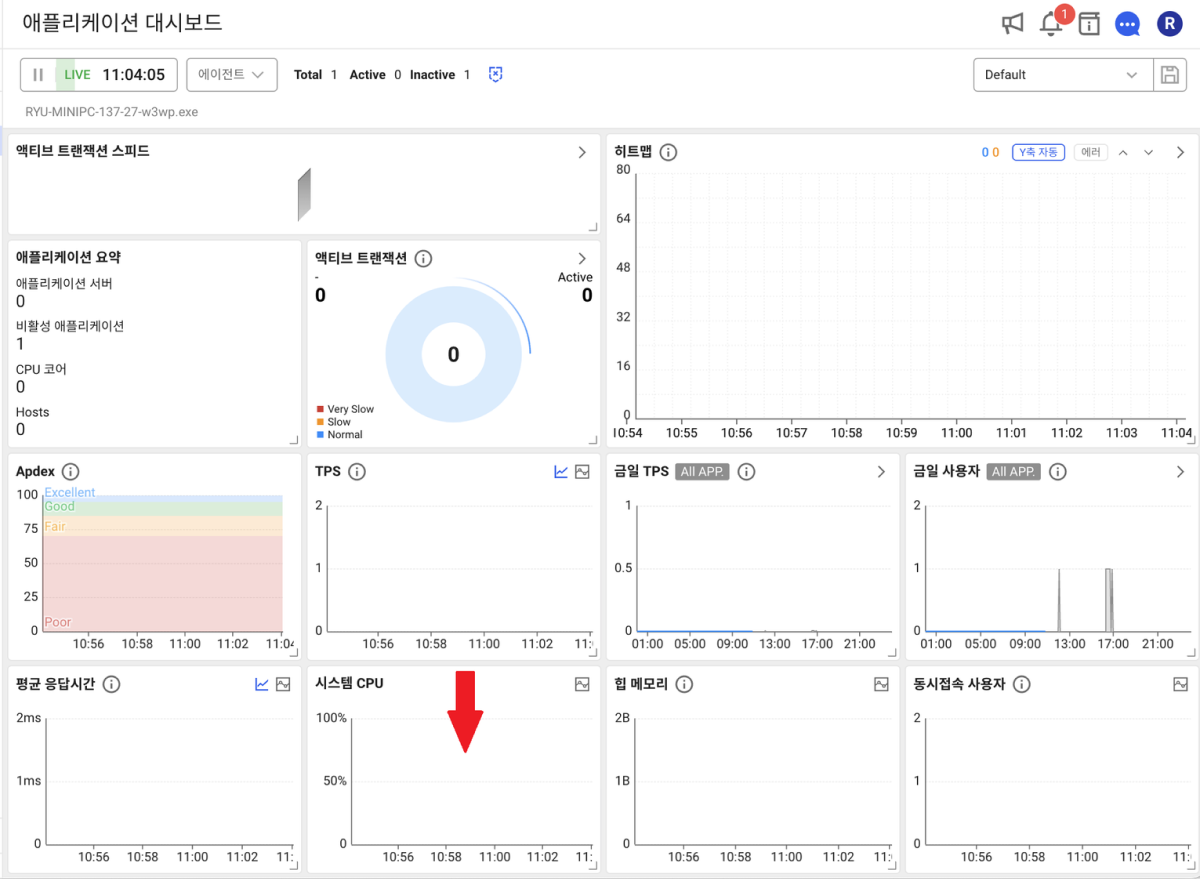 애플리케이션 대시보드
1
R
LIVE 11:04:05
에이전트
Total 1 Active 0 Inactive 1
Default
RYU-MINIPC-137-27-w3wp.exe
액티브 트랜잭션 스피드
히트맵
0 0
Y축 자동
에러
80
64
48
32
16
0
10:54 10:55 10:56 10:57 10:58 10:59 11:00 11:01 11:02 11:03 11:04
애플리케이션 요약
애플리케이션 서버
0
비활성 애플리케이션
1
CPU 코어
0
Hosts
0
액티브 트랜잭션
-
0
Active
0
0
Very Slow
Slow
Normal
Apdex
100
75
50
25
0
Excellent
Good
Fair
Poor
10:56 10:58 11:00 11:02 11:04
TPS
2
1
0
10:56 10:58 11:00 11:02 11:
금일 TPS All APP.
1
0.5
0
01:00 05:00 09:00 13:00 17:00 21:00
금일 사용자 All APP.
2
1
0
01:00 05:00 09:00 13:00 17:00 21:00
평균 응답시간
2ms
1ms
0
10:56 10:58 11:00 11:02 11:
시스템 CPU
100%
50%
0
10:56 10:58 11:00 11:02 11:
힙 메모리
2B
1B
0
10:56 10:58 11:00 11:02 11:
동시접속 사용자
2
1
0
10:56 10:58 11:00 11:02 11: